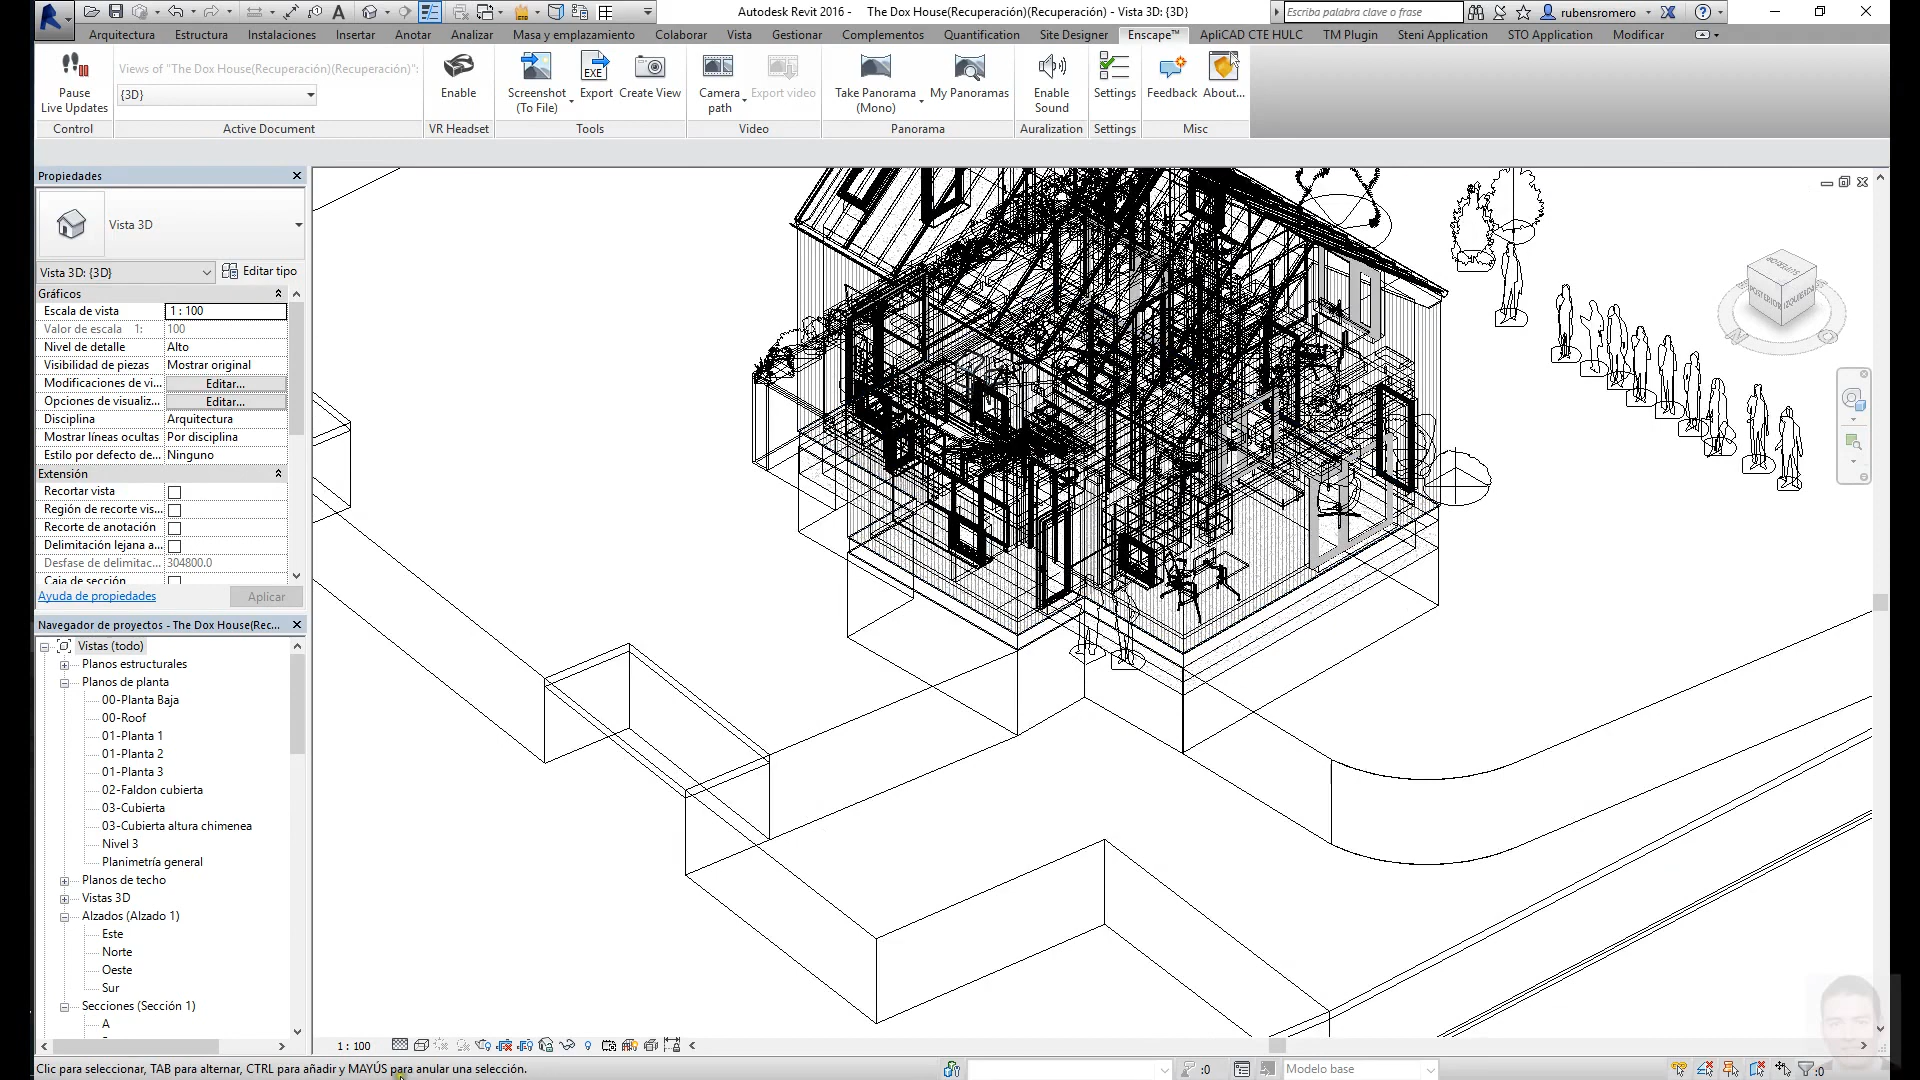 Autodesk Revit 2016 - The Dox House(Recuperación)(Recuperación) - Vista 3D: {3D}
Escriba palabra clave o frase
rubensromero
Arquitectura Estructura Instalaciones Insertar Anotar Analizar Masa y emplazamiento Colaborar Vista Gestionar Complementos Quantification Site Designer Enscape™ ApliCAD CTE HULC TM Plugin Steni Application STO Application Modificar
Pause
Live Updates
Views of "The Dox House(Recuperación)(Recuperación)":
{3D}
Enable
Screenshot
(To File)
Export
Create View
Camera
path
Export video
Take Panorama
(Mono)
My Panoramas
Enable
Sound
Settings
Feedback
About...
Control Active Document VR Headset Tools Video Panorama Auralization Settings Misc
Propiedades
Vista 3D
Vista 3D: {3D}
Editar tipo
Gráficos
Escala de vista 1 : 100
Valor de escala 1: 100
Nivel de detalle Alto
Visibilidad de piezas Mostrar original
Modificaciones de vi... Editar...
Opciones de visualiz... Editar...
Disciplina Arquitectura
Mostrar líneas ocultas Por disciplina
Estilo por defecto de... Ninguno
Extensión
Recortar vista
Región de recorte vis...
Recorte de anotación
Delimitación lejana a...
Desfase de delimitac... 304800.0
Caja de sección
Ayuda de propiedades
Aplicar
Navegador de proyectos - The Dox House(Rec...
Vistas (todo)
Planos estructurales
Planos de planta
00-Planta Baja
00-Roof
01-Planta 1
01-Planta 2
01-Planta 3
02-Faldon cubierta
03-Cubierta
03-Cubierta altura chimenea
Nivel 3
Planimetría general
Planos de techo
Vistas 3D
Alzados (Alzado 1)
Este
Norte
Oeste
Sur
Secciones (Sección 1)
A
1 : 100
Clic para seleccionar, TAB para alternar, CTRL para añadir y MAYÚS para anular una selección.
:0
Modelo base
:0